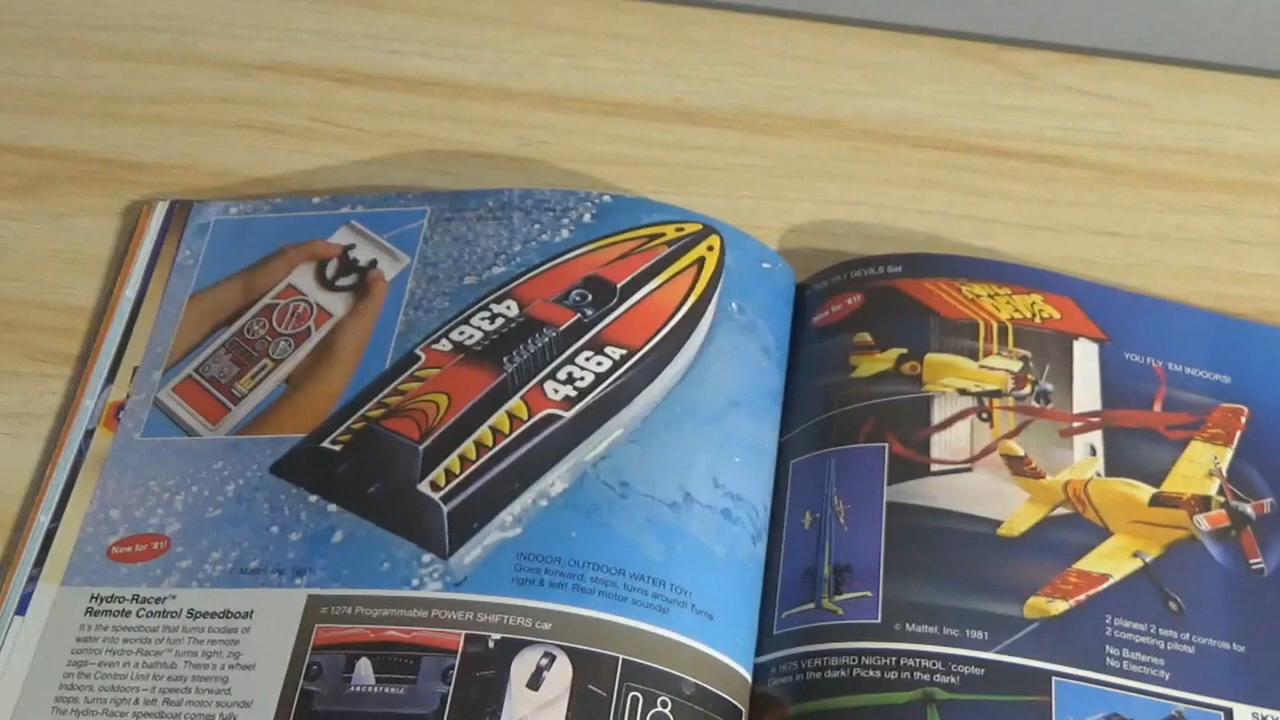 436A
436A
New for '81!
© Mattel, Inc. 1981
INDOOR/OUTDOOR WATER TOY!
Goes forward, stops, turns around! Turns
right & left! Real motor sounds!
Hydro-Racer™
Remote Control Speedboat
It's the speedboat that turns bodies of
water into worlds of fun! The remote
control Hydro-Racer™ turns tight, zig-
zags—even in a bathtub. There's a wheel
on the Control Unit for easy steering.
Indoors, outdoors—it speeds forward,
stops, turns right & left. Real motor sounds!
The Hydro-Racer speedboat comes fully
1274 Programmable POWER SHIFTERS car
SKY DEVILS Set
New for '81!
DEVILS
YOU FLY 'EM INDOORS!
© Mattel, Inc. 1981
2 planes! 2 sets of controls for
2 competing pilots!
No Batteries
No Electricity
1975 VERTIBIRD NIGHT PATROL 'copter
Glows in the dark! Picks up in the dark!